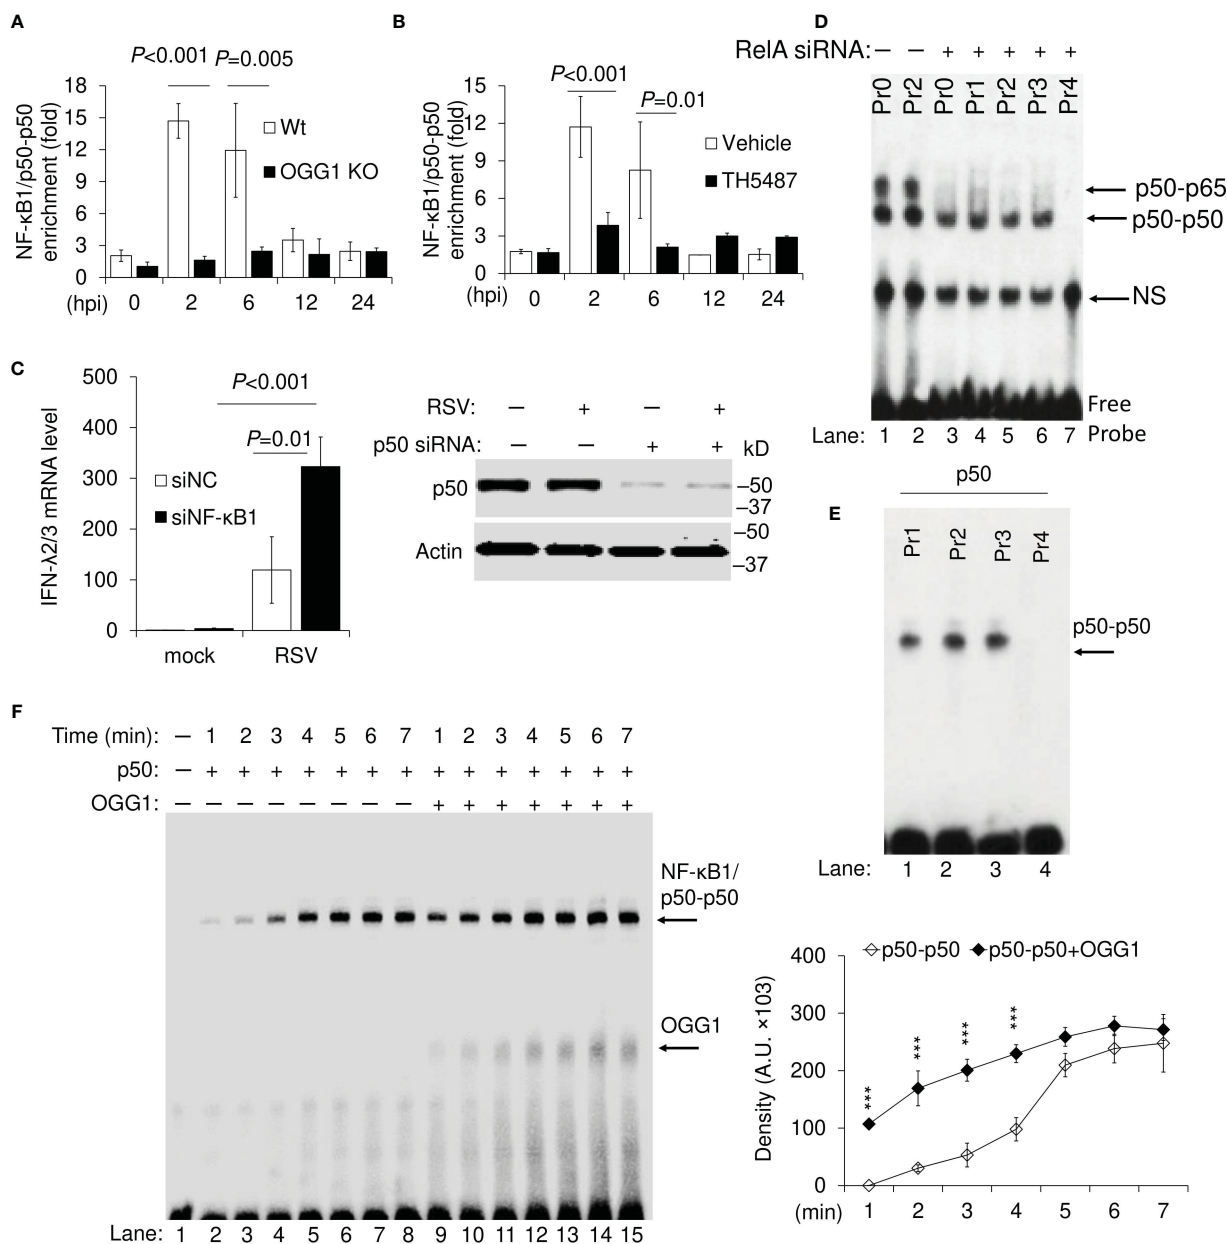 A
P<0.001 P=0.005
NF-κB1/p50-p50
enrichment (fold)
18
15
12
9
6
3
0
Wt
OGG1 KO
(hpi) 0 2 6 12 24
B
P<0.001
P=0.01
NF-κB1/p50-p50
enrichment (fold)
15
12
9
6
3
0
Vehicle
TH5487
(hpi) 0 2 6 12 24
C
P<0.001
P=0.01
IFN-λ2/3 mRNA level
500
400
300
200
100
0
siNC
siNF-κB1
mock RSV
RSV: − + − +
p50 siRNA: − − + + kD
p50
−50
−37
Actin
−50
−37
D
RelA siRNA: − − + + + + +
Pr0 Pr2 Pr0 Pr1 Pr2 Pr3 Pr4
p50-p65
p50-p50
NS
Free
Probe
Lane: 1 2 3 4 5 6 7
E
p50
Pr1 Pr2 Pr3 Pr4
p50-p50
Lane: 1 2 3 4
F
Time (min): − 1 2 3 4 5 6 7 1 2 3 4 5 6 7
p50: − + + + + + + + + + + + + + +
OGG1: − − − − − − − − + + + + + + +
NF-κB1/
p50-p50
OGG1
Lane: 1 2 3 4 5 6 7 8 9 10 11 12 13 14 15
p50-p50 p50-p50+OGG1
Density (A.U. ×103)
400
300
200
100
0
*** *** *** ***
(min) 1 2 3 4 5 6 7